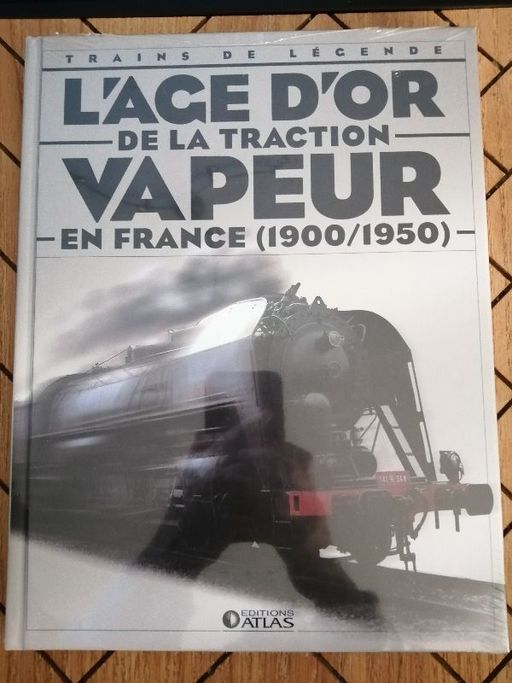 TRAINS DE LÉGENDE
L'AGE D'OR
DE LA TRACTION
VAPEUR
EN FRANCE (1900/1950)
EDITIONS
ATLAS